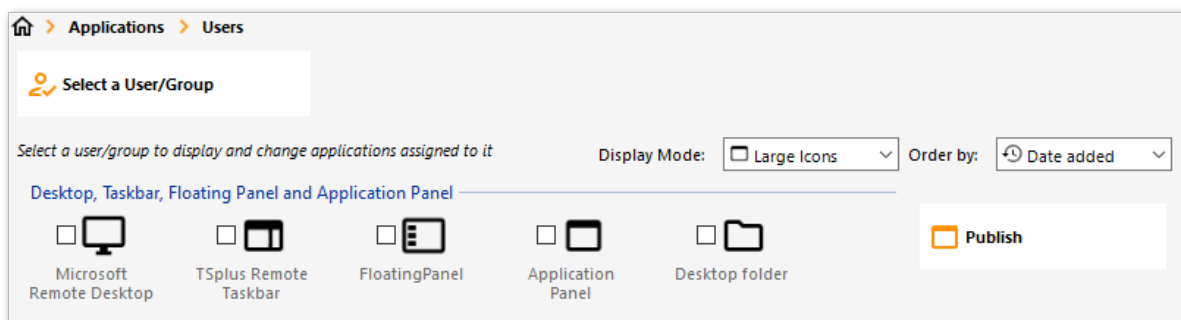 Applications Users
Select a User/Group
Select a user/group to display and change applications assigned to it
Display Mode: Large Icons Order by: Date added
Desktop, Taskbar, Floating Panel and Application Panel
Publish
Microsoft
Remote Desktop
TSplus Remote
Taskbar
FloatingPanel
Application
Panel
Desktop folder